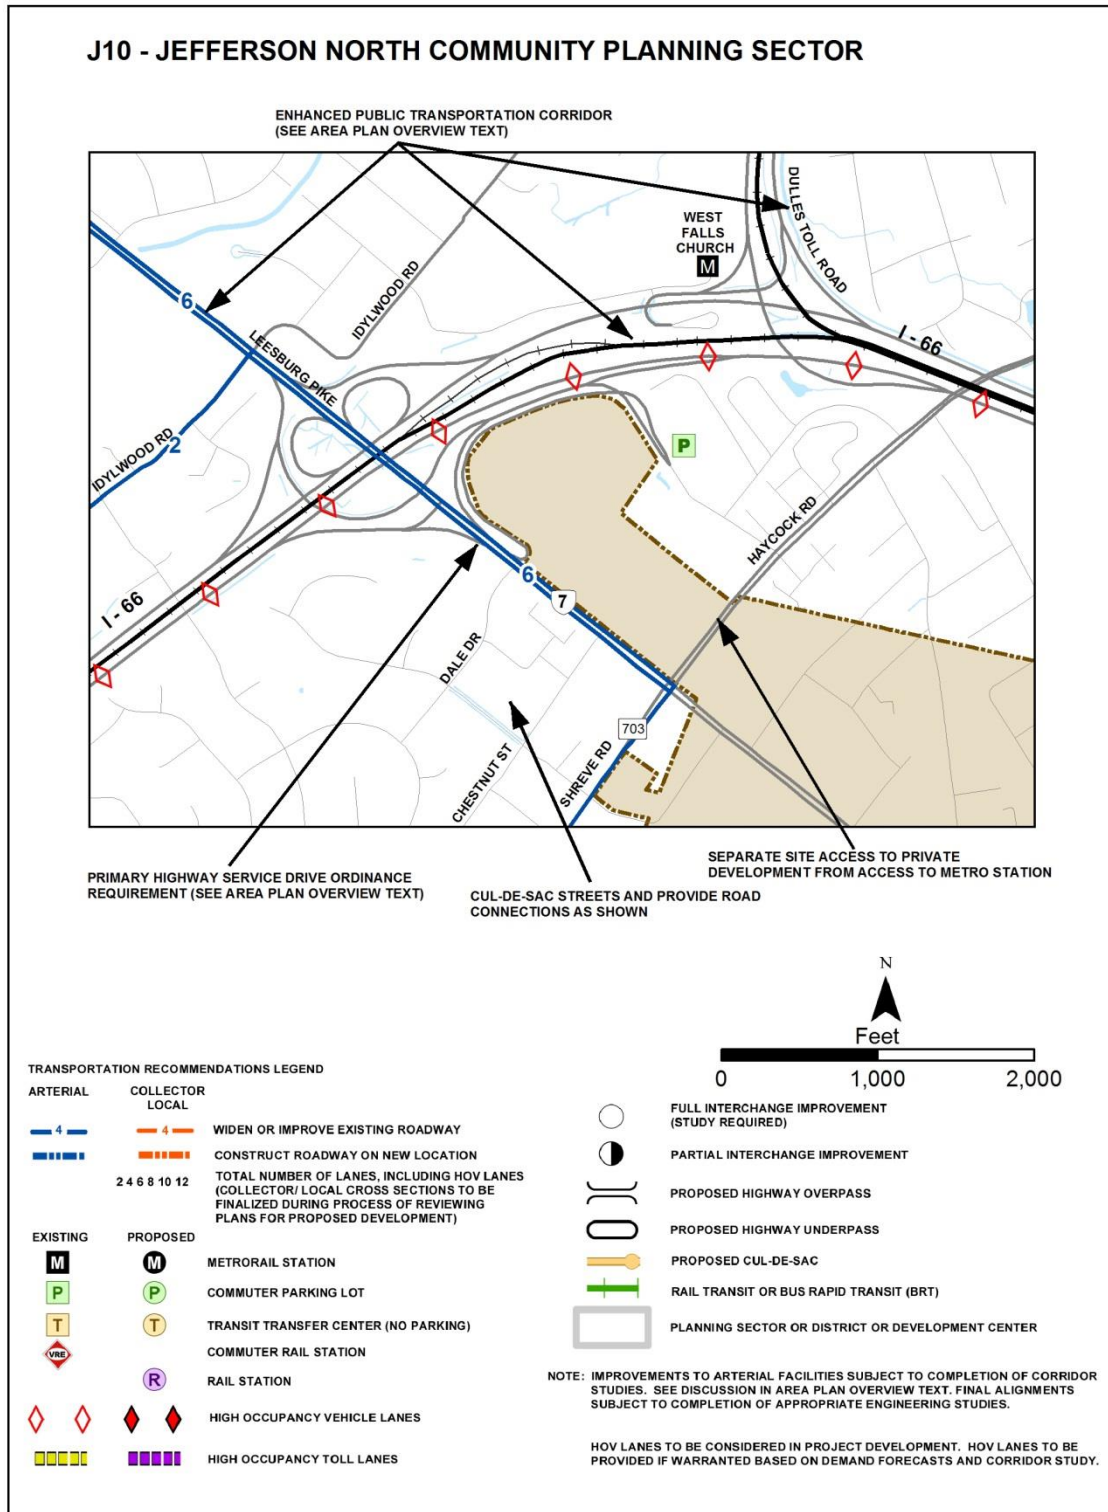 J10 - JEFFERSON NORTH COMMUNITY PLANNING SECTOR
ENHANCED PUBLIC TRANSPORTATION CORRIDOR
(SEE AREA PLAN OVERVIEW TEXT)
DULLES TOLL ROAD
WEST
FALLS
CHURCH
M
IDYLWOOD RD
6
LEESBURG PIKE
I - 66
IDYLWOOD RD
2
P
HAYCOCK RD
6
7
I - 66
DALE DR
703
CHESTNUT ST
SHREVE RD
PRIMARY HIGHWAY SERVICE DRIVE ORDINANCE
REQUIREMENT (SEE AREA PLAN OVERVIEW TEXT)
CUL-DE-SAC STREETS AND PROVIDE ROAD
CONNECTIONS AS SHOWN
SEPARATE SITE ACCESS TO PRIVATE
DEVELOPMENT FROM ACCESS TO METRO STATION
N
Feet
0 1,000 2,000
TRANSPORTATION RECOMMENDATIONS LEGEND
ARTERIAL COLLECTOR
LOCAL
4 4 WIDEN OR IMPROVE EXISTING ROADWAY
CONSTRUCT ROADWAY ON NEW LOCATION
2 4 6 8 10 12 TOTAL NUMBER OF LANES, INCLUDING HOV LANES
(COLLECTOR/ LOCAL CROSS SECTIONS TO BE
FINALIZED DURING PROCESS OF REVIEWING
PLANS FOR PROPOSED DEVELOPMENT)
EXISTING PROPOSED
M M METRORAIL STATION
P P COMMUTER PARKING LOT
T T TRANSIT TRANSFER CENTER (NO PARKING)
VRE COMMUTER RAIL STATION
R RAIL STATION
HIGH OCCUPANCY VEHICLE LANES
HIGH OCCUPANCY TOLL LANES
FULL INTERCHANGE IMPROVEMENT
(STUDY REQUIRED)
PARTIAL INTERCHANGE IMPROVEMENT
PROPOSED HIGHWAY OVERPASS
PROPOSED HIGHWAY UNDERPASS
PROPOSED CUL-DE-SAC
RAIL TRANSIT OR BUS RAPID TRANSIT (BRT)
PLANNING SECTOR OR DISTRICT OR DEVELOPMENT CENTER
NOTE: IMPROVEMENTS TO ARTERIAL FACILITIES SUBJECT TO COMPLETION OF CORRIDOR
STUDIES. SEE DISCUSSION IN AREA PLAN OVERVIEW TEXT. FINAL ALIGNMENTS
SUBJECT TO COMPLETION OF APPROPRIATE ENGINEERING STUDIES.
HOV LANES TO BE CONSIDERED IN PROJECT DEVELOPMENT. HOV LANES TO BE
PROVIDED IF WARRANTED BASED ON DEMAND FORECASTS AND CORRIDOR STUDY.